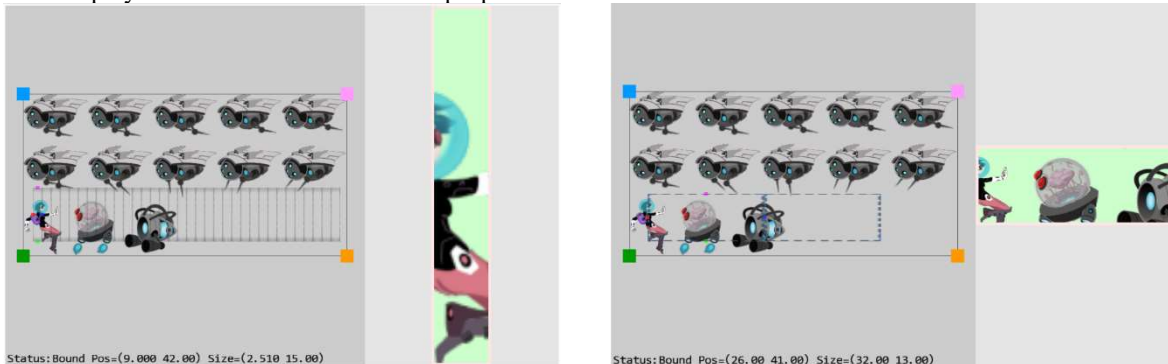 Status:Bound Pos=(9.000 42.00) Size=(2.510 15.00)
Status:Bound Pos=(26.00 41.00) Size=(32.00 13.00)